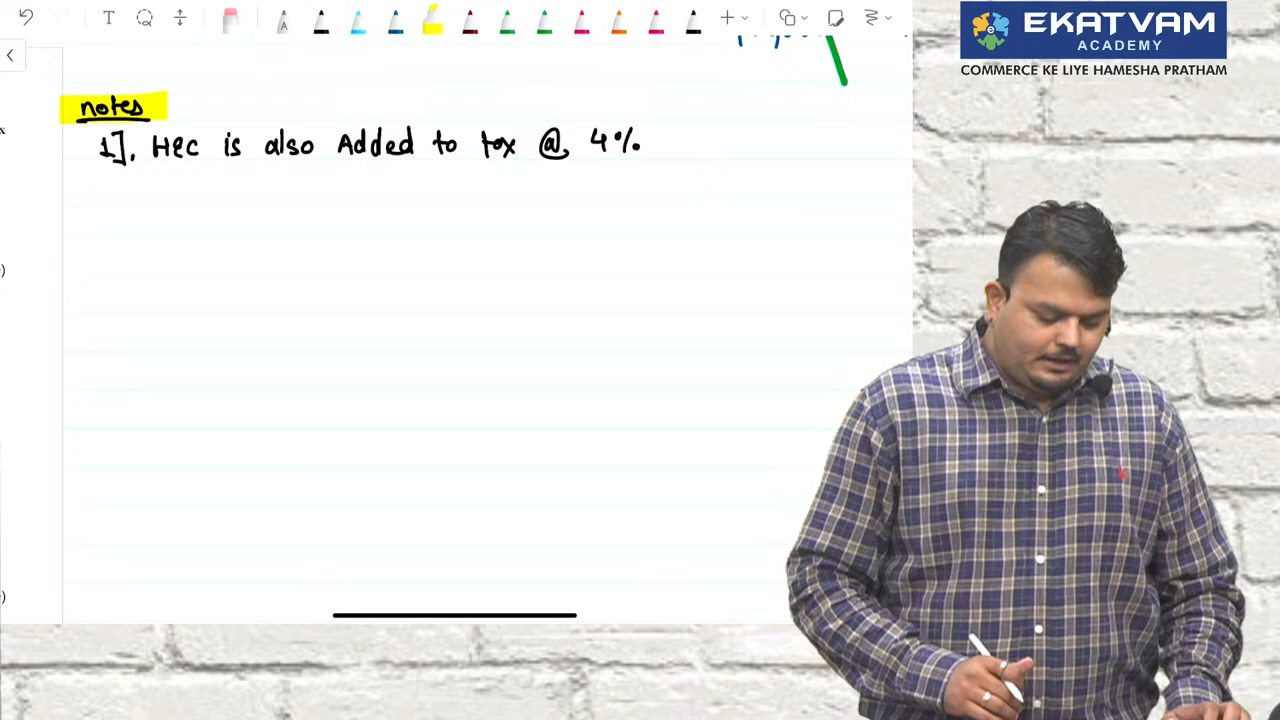 EKATVAM
ACADEMY
COMMERCE KE LIYE HAMESHA PRATHAM
notes
1]. HEC is also Added to tax @ 4%